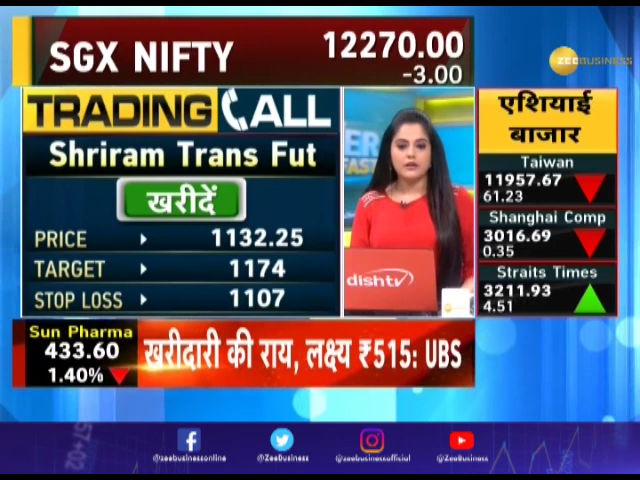 SGX NIFTY
12270.00
-3.00
ZEEBUSINESS
TRADING CALL
Shriram Trans Fut
खरीदें
PRICE 1132.25
TARGET 1174
STOP LOSS 1107
dishtv
एशियाई
बाजार
Taiwan
11957.67
61.23
Shanghai Comp
3016.69
0.35
Straits Times
3211.93
4.51
Sun Pharma
433.60
1.40%
खरीदारी की राय, लक्ष्य ₹515: UBS
@zeebusinessonline
@ZeeBusiness
@zeebusinessofficial
@ZeeBusiness